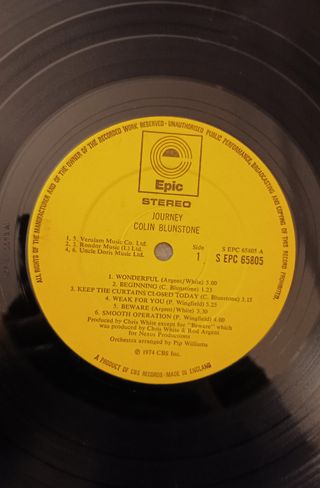 ALL RIGHTS OF THE MANUFACTURER AND OF THE OWNER OF THE RECORDED WORK RESERVED · UNAUTHORISED PUBLIC PERFORMANCE, BROADCASTING AND COPYING OF THIS RECORD PROHIBITED.
Epic
STEREO
JOURNEY
COLIN BLUNSTONE
1, 5. Verulam Music Co. Ltd.
2, 3. Rondor Music (L) Ltd.
4, 6. Uncle Doris Music Ltd.
Side
1
S EPC 65805 A
S EPC 65805
1. WONDERFUL (Argent/White) 5.00
2. BEGINNING (C. Blunstone) 1.23
3. KEEP THE CURTAINS CLOSED TODAY (C. Blunstone) 3.15
4. WEAK FOR YOU (P. Wingfield) 3.25
5. BEWARE (Argent/White) 3.30
6. SMOOTH OPERATION (P. Wingfield) 4.00
Produced by Chris White except for "Beware" which
was produced by Chris White & Rod Argent
for Nexus Productions
Orchestra arranged by Pip Williams
℗ 1974 CBS Inc.
A PRODUCT OF CBS RECORDS · MADE IN ENGLAND